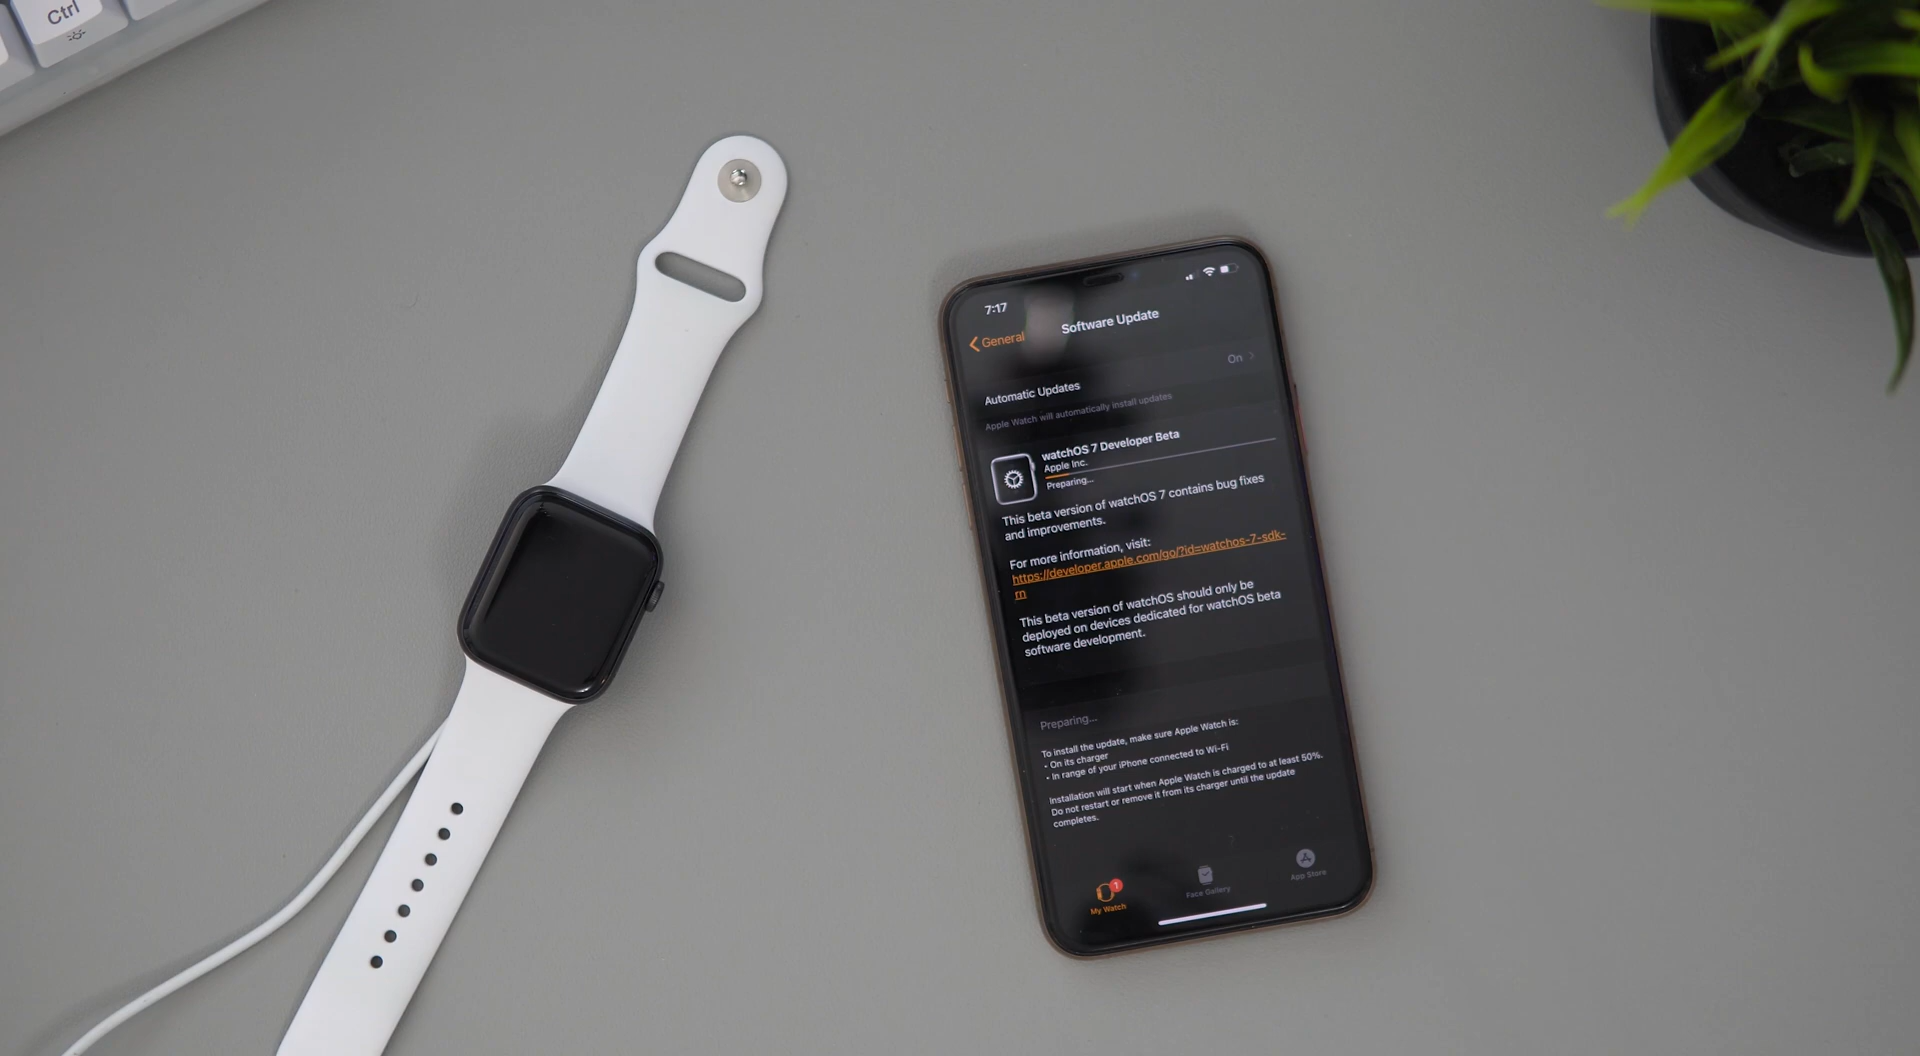 Ctrl
7:17
General
Software Update
Automatic Updates
On
Apple Watch will automatically install updates
watchOS 7 Developer Beta
Apple Inc.
Preparing...
This beta version of watchOS 7 contains bug fixes
and improvements.
For more information, visit:
https://developer.apple.com/go/?id=watchos-7-sdk-
rn
This beta version of watchOS should only be
deployed on devices dedicated for watchOS beta
software development.
Preparing...
To install the update, make sure Apple Watch is:
• On its charger
• In range of your iPhone connected to Wi-Fi
Installation will start when Apple Watch is charged to at least 50%.
Do not restart or remove it from its charger until the update
completes.
1
My Watch
Face Gallery
App Store